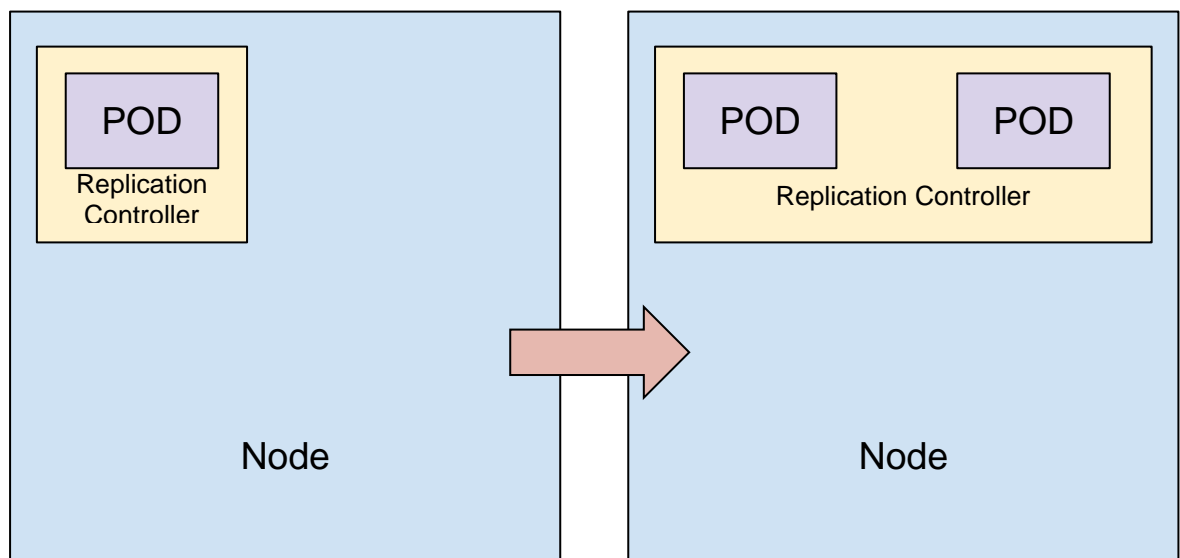 POD
Replication
Controller
Node
POD
POD
Replication Controller
Node